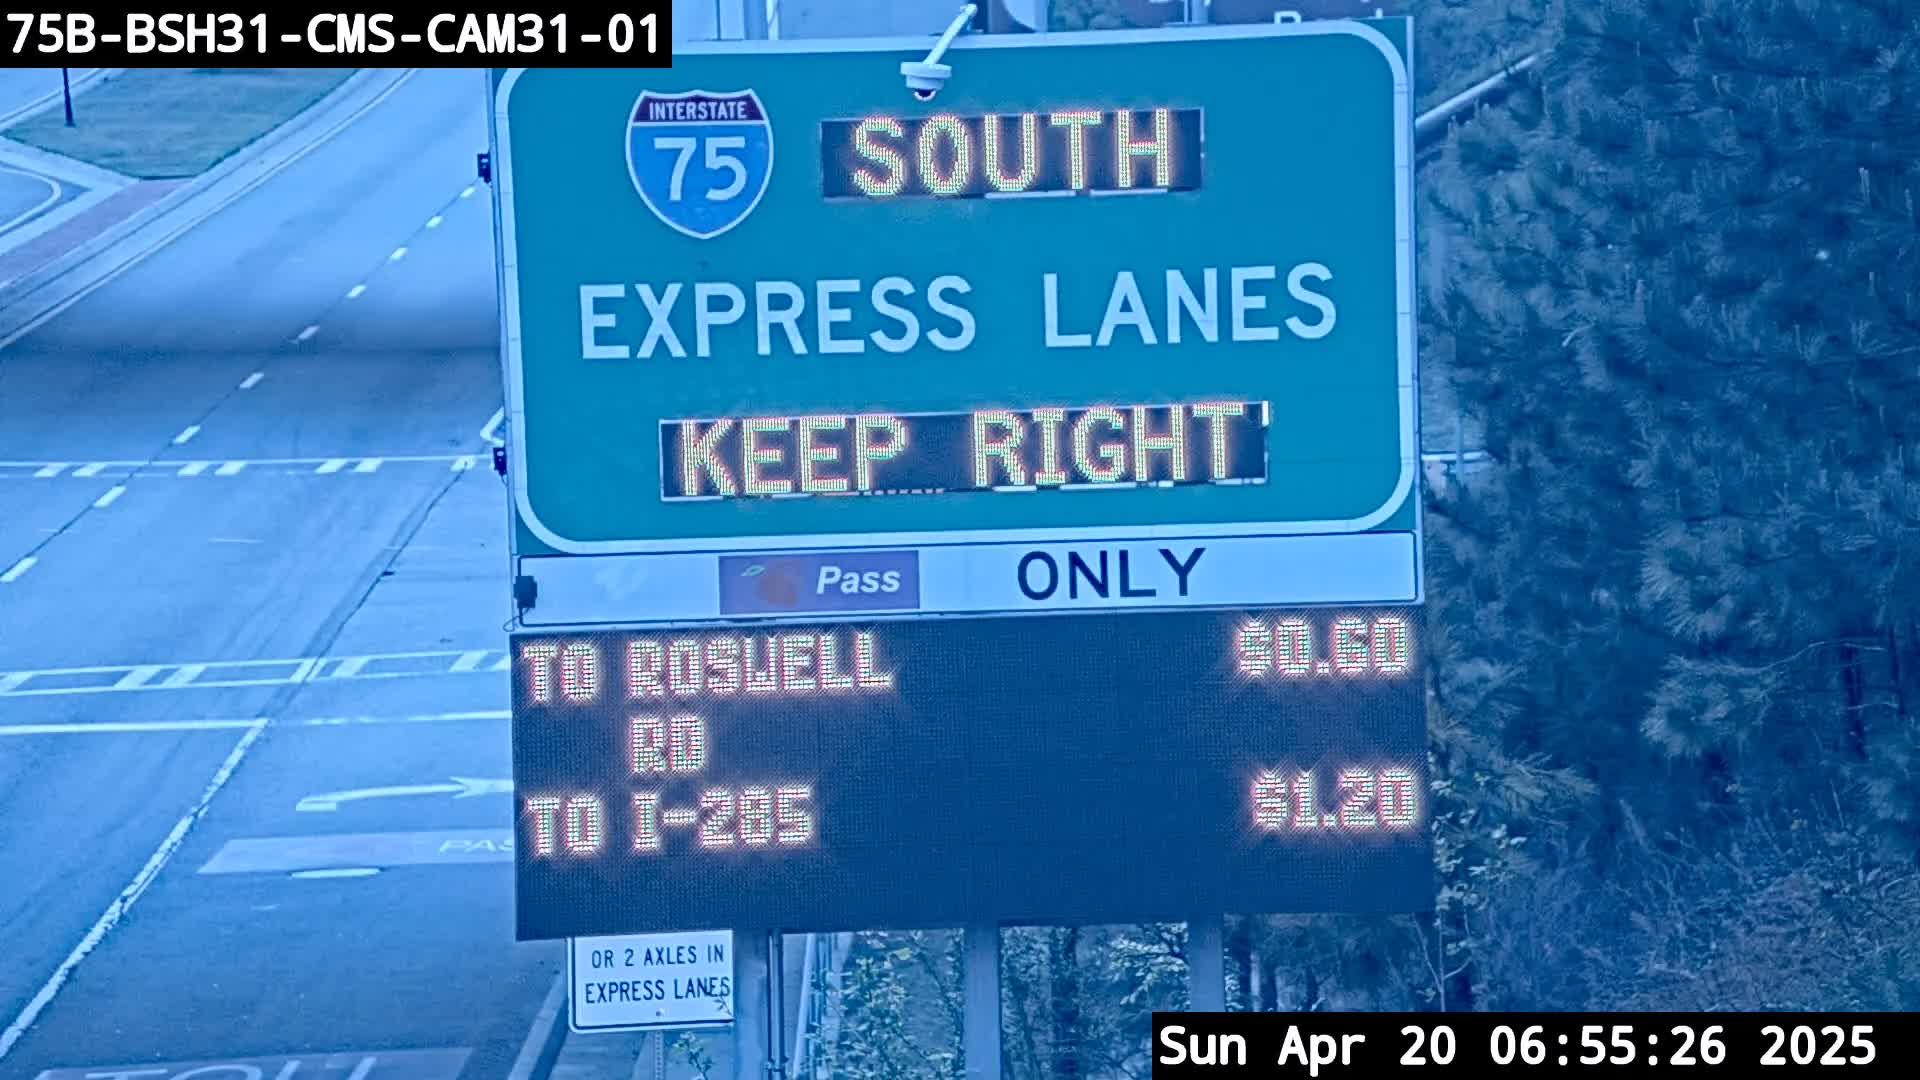 75B-BSH31-CMS-CAM31-01
INTERSTATE
75
SOUTH
EXPRESS LANES
KEEP RIGHT
Pass ONLY
TO ROSWELL $0.60
RD
TO I-285 $1.20
OR 2 AXLES IN
EXPRESS LANES
TOLL
Sun Apr 20 06:55:26 2025